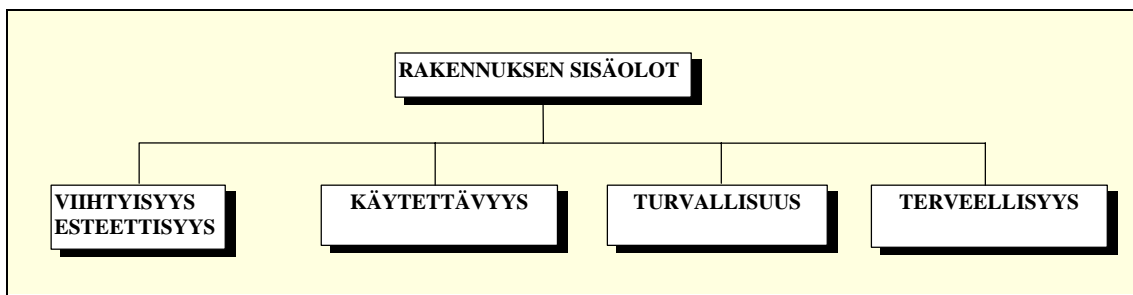 RAKENNUKSEN SISÄOLOT
VIIHTYISYYS
ESTEETTISYYS
KÄYTETTÄVYYS
TURVALLISUUS
TERVEELLISYYS